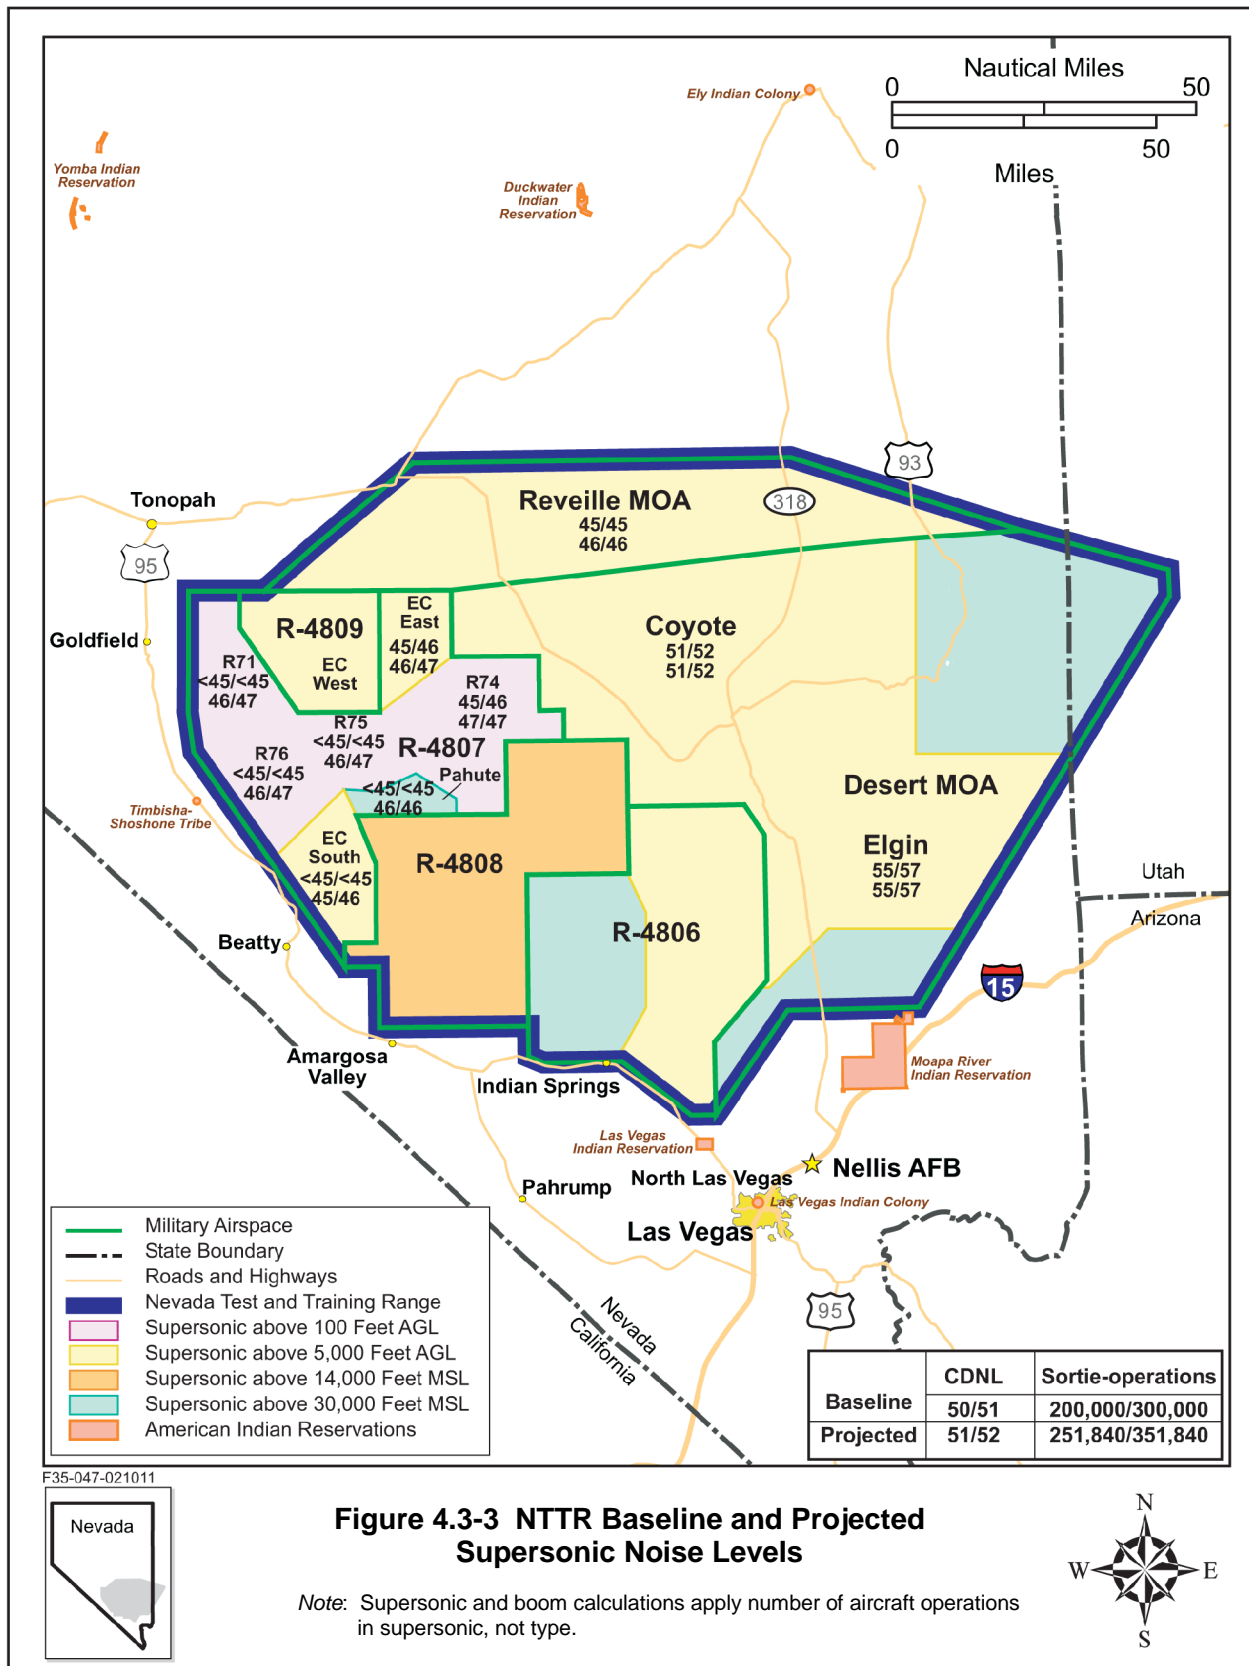 Nautical Miles
0
50
0
50
Miles
Ely Indian Colony
Yomba Indian
Reservation
Duckwater
Indian
Reservation
93
318
Reveille MOA
45/45
46/46
Tonopah
95
Goldfield
R-4809
EC
West
EC
East
45/46
46/47
Coyote
51/52
51/52
R71
<45/<45
46/47
R74
45/46
47/47
R75
<45/<45
46/47
R-4807
R76
<45/<45
46/47
Pahute
<45/<45
46/46
Desert MOA
Timbisha-
Shoshone Tribe
EC
South
<45/<45
45/46
R-4808
Elgin
55/57
55/57
Utah
Arizona
R-4806
Beatty
15
Amargosa
Valley
Indian Springs
Moapa River
Indian Reservation
Las Vegas
Indian Reservation
North Las Vegas
Nellis AFB
Pahrump
Las Vegas Indian Colony
Las Vegas
Nevada
California
95
Military Airspace
State Boundary
Roads and Highways
Nevada Test and Training Range
Supersonic above 100 Feet AGL
Supersonic above 5,000 Feet AGL
Supersonic above 14,000 Feet MSL
Supersonic above 30,000 Feet MSL
American Indian Reservations
CDNL Sortie-operations
Baseline 50/51 200,000/300,000
Projected 51/52 251,840/351,840
F35-047-021011
Nevada
Figure 4.3-3 NTTR Baseline and Projected
Supersonic Noise Levels
Note: Supersonic and boom calculations apply number of aircraft operations
in supersonic, not type.
N
W
E
S